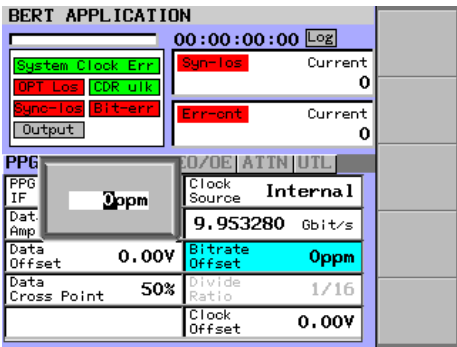 BERT APPLICATION
00:00:00:00 Log
System Clock Err
OPT Los CDR ulk
Sync-los Bit-err
Output
Syn-los Current
0
Err-cnt Current
0
PPG EO/OE ATTN UTL
PPG
IF
0ppm
Clock
Source Internal
Dat
Amp
9.953280 Gbit/s
Data
Offset 0.00V
Bitrate
Offset 0ppm
Data
Cross Point 50%
Divide
Ratio 1/16
Clock
Offset 0.00V